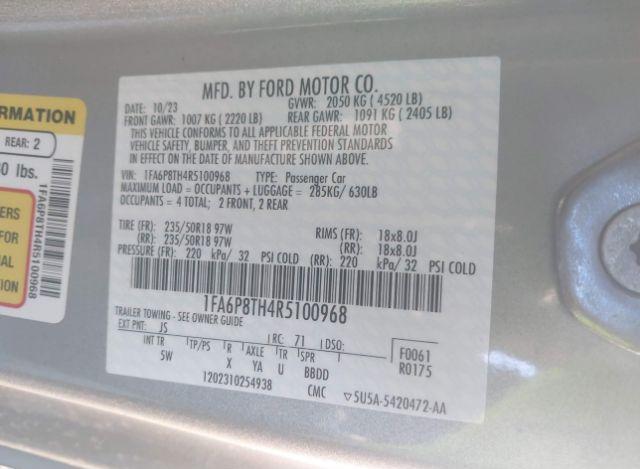 RMATION
REAR: 2
0 lbs.
ERS
FOR
AL
TION
1FA6P8TH4R5100968
MFD. BY FORD MOTOR CO.
DATE: 10/23 GVWR: 2050 KG ( 4520 LB)
FRONT GAWR: 1007 KG ( 2220 LB) REAR GAWR: 1091 KG ( 2405 LB)
THIS VEHICLE CONFORMS TO ALL APPLICABLE FEDERAL MOTOR
VEHICLE SAFETY, BUMPER, AND THEFT PREVENTION STANDARDS
IN EFFECT ON THE DATE OF MANUFACTURE SHOWN ABOVE.
VIN: 1FA6P8TH4R5100968 TYPE: Passenger Car
MAXIMUM LOAD = OCCUPANTS + LUGGAGE = 285KG/ 630LB
OCCUPANTS = 4 TOTAL; 2 FRONT, 2 REAR
TIRE (FR): 235/50R18 97W RIMS (FR): 18x8.0J
(RR): 235/50R18 97W (RR): 18x8.0J
PRESSURE (FR): 220 kPa/ 32 PSI COLD (RR): 220 kPa/ 32 PSI COLD
1FA6P8TH4R5100968
TRAILER TOWING - SEE OWNER GUIDE
EXT PNT: JS RC: 71 DSO:
INT TR TP/PS R AXLE TR SPR F0061
5W X YA U BBDD R0175
1202310254938 CMC ▽5U5A-5420472-AA